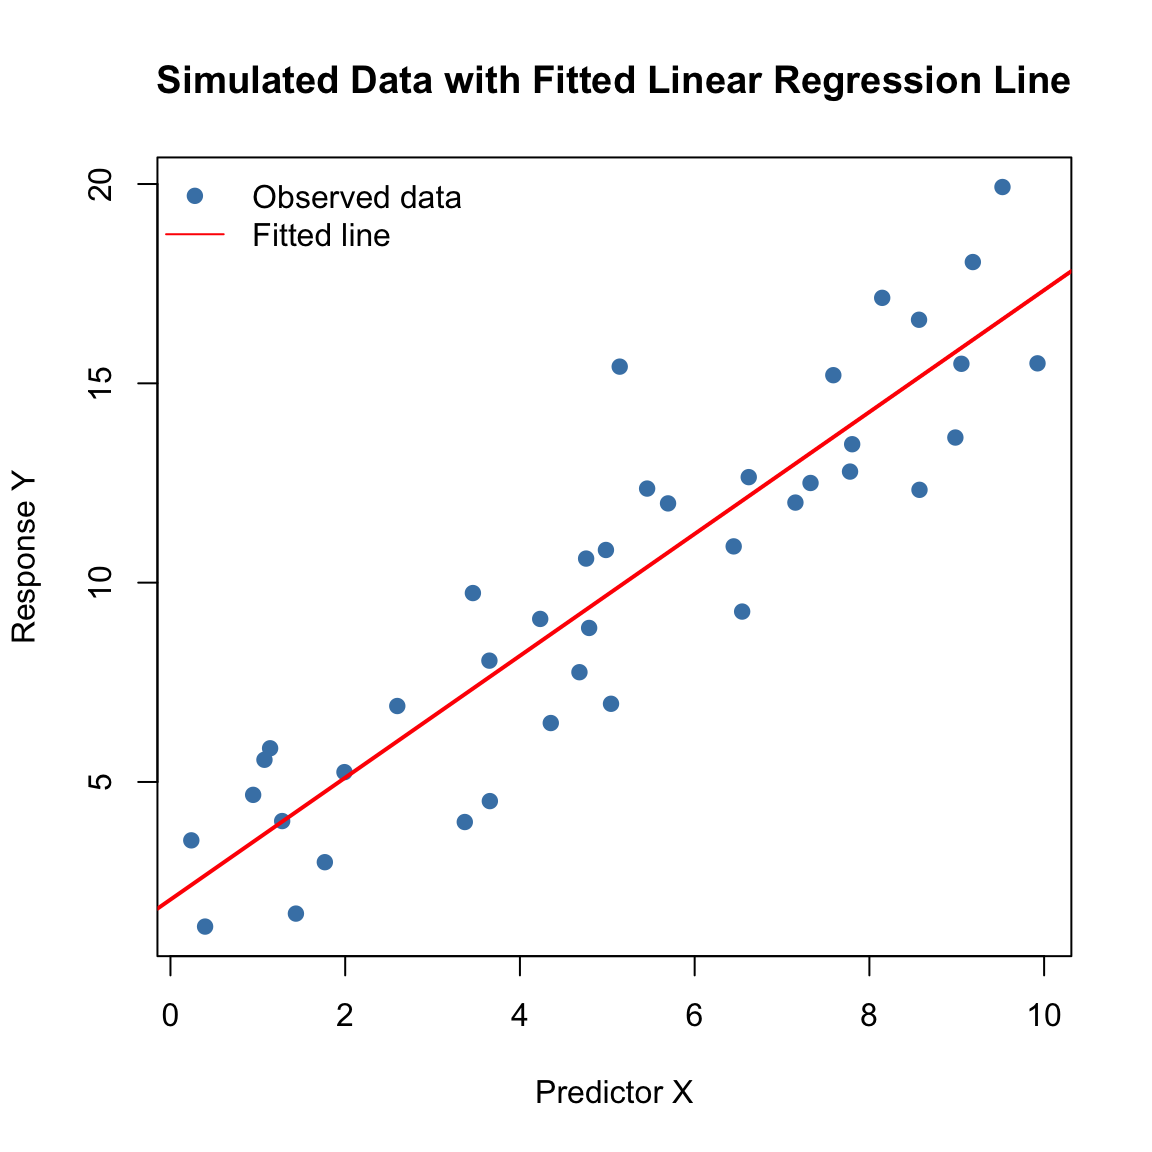 Simulated Data with Fitted Linear Regression Line
Observed data
Fitted line
20
15
10
5
Response Y
0 2 4 6 8 10
Predictor X